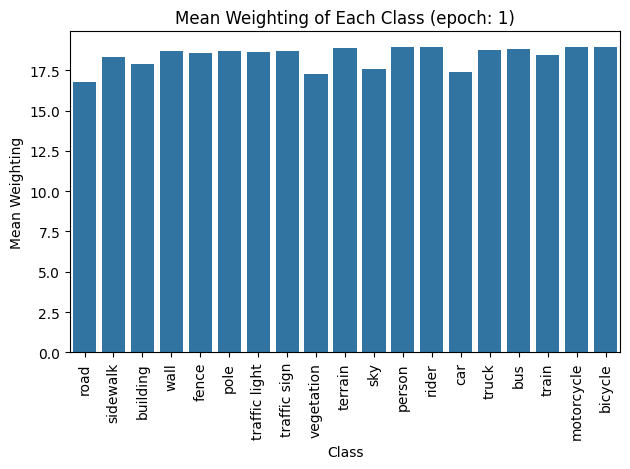 Mean Weighting of Each Class (epoch: 1)
Mean Weighting
17.5
15.0
12.5
10.0
7.5
5.0
2.5
0.0
road
sidewalk
building
wall
fence
pole
traffic light
traffic sign
vegetation
terrain
sky
person
rider
car
truck
bus
train
motorcycle
bicycle
Class